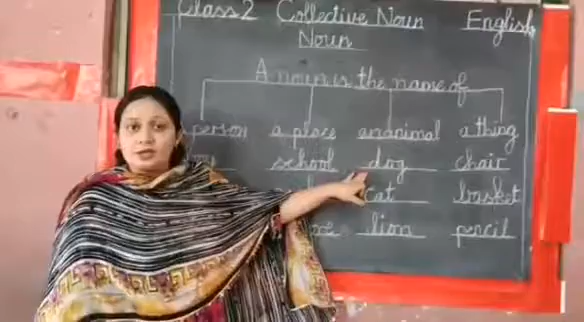 Class 2 Collective Noun English
Noun
A noun is the name of
person a place an animal a thing
school dog chair
cat basket
lion pencil